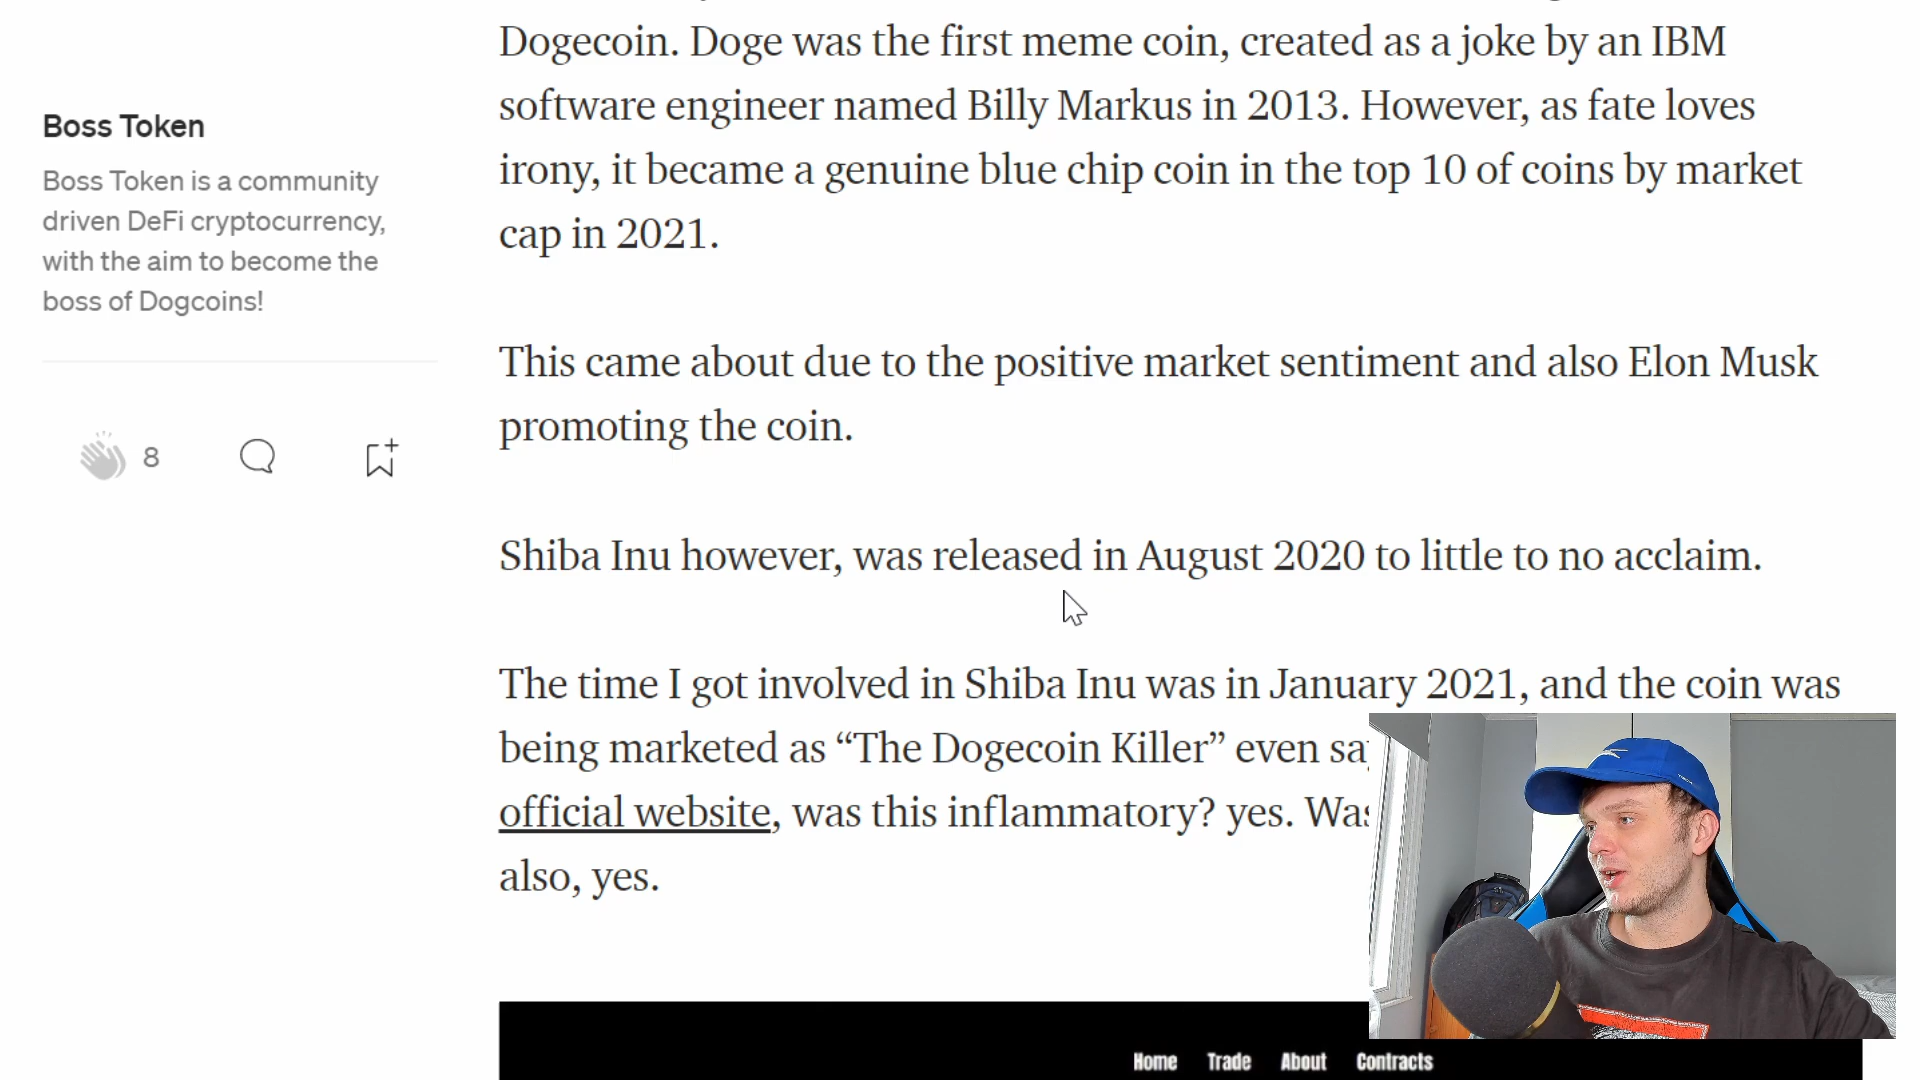 Dogecoin. Doge was the first meme coin, created as a joke by an IBM
software engineer named Billy Markus in 2013. However, as fate loves
irony, it became a genuine blue chip coin in the top 10 of coins by market
cap in 2021.
This came about due to the positive market sentiment and also Elon Musk
promoting the coin.
Shiba Inu however, was released in August 2020 to little to no acclaim.
The time I got involved in Shiba Inu was in January 2021, and the coin was
being marketed as “The Dogecoin Killer” even
official website, was this inflammatory? yes.
also, yes.
Boss Token
Boss Token is a community
driven DeFi cryptocurrency,
with the aim to become the
boss of Dogcoins!
8
Home Trade About Contracts